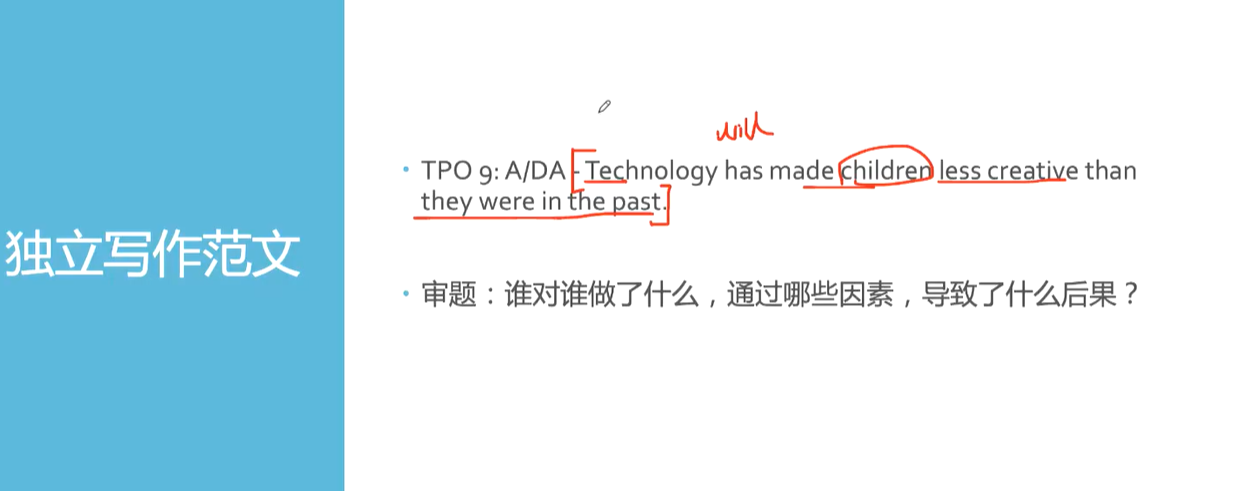 独立写作范文
will
• TPO 9: A/DA - Technology has made children less creative than
they were in the past.
• 审题：谁对谁做了什么，通过哪些因素，导致了什么后果？